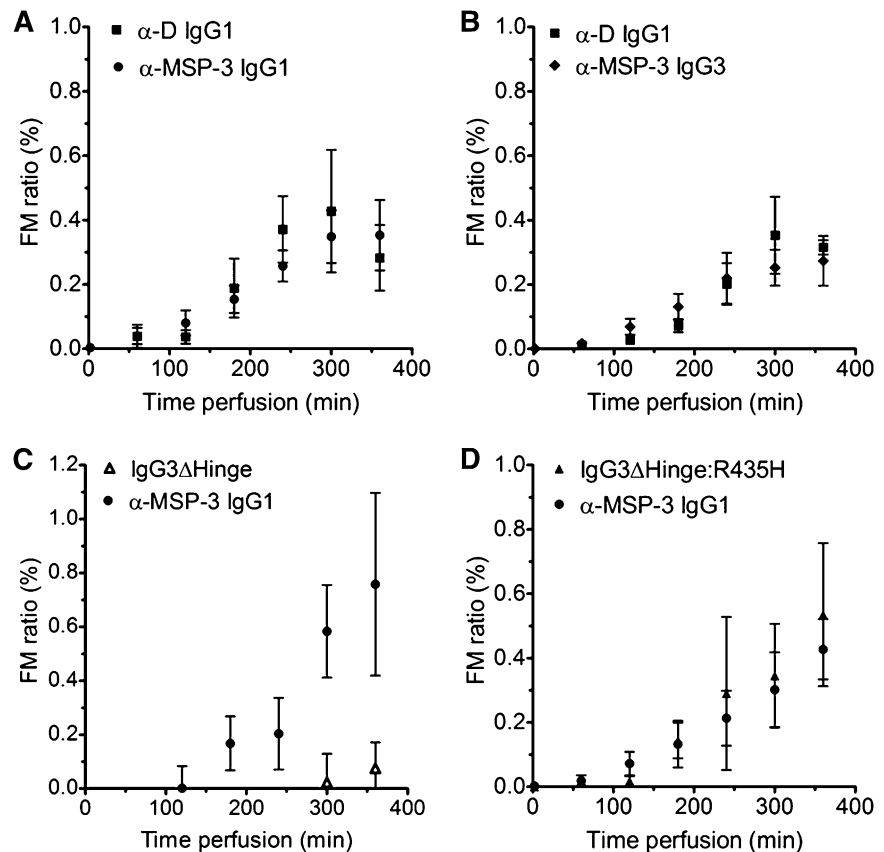 A
α-D IgG1
α-MSP-3 IgG1
1.0
0.8
0.6
0.4
0.2
0.0
FM ratio (%)
0 100 200 300 400
Time perfusion (min)
B
α-D IgG1
α-MSP-3 IgG3
1.0
0.8
0.6
0.4
0.2
0.0
FM ratio (%)
0 100 200 300 400
Time perfusion (min)
C
IgG3ΔHinge
α-MSP-3 IgG1
1.2
1.0
0.8
0.6
0.4
0.2
0.0
FM ratio (%)
0 100 200 300 400
Time perfusion (min)
D
IgG3ΔHinge:R435H
α-MSP-3 IgG1
1.0
0.8
0.6
0.4
0.2
0.0
FM ratio (%)
0 100 200 300 400
Time perfusion (min)